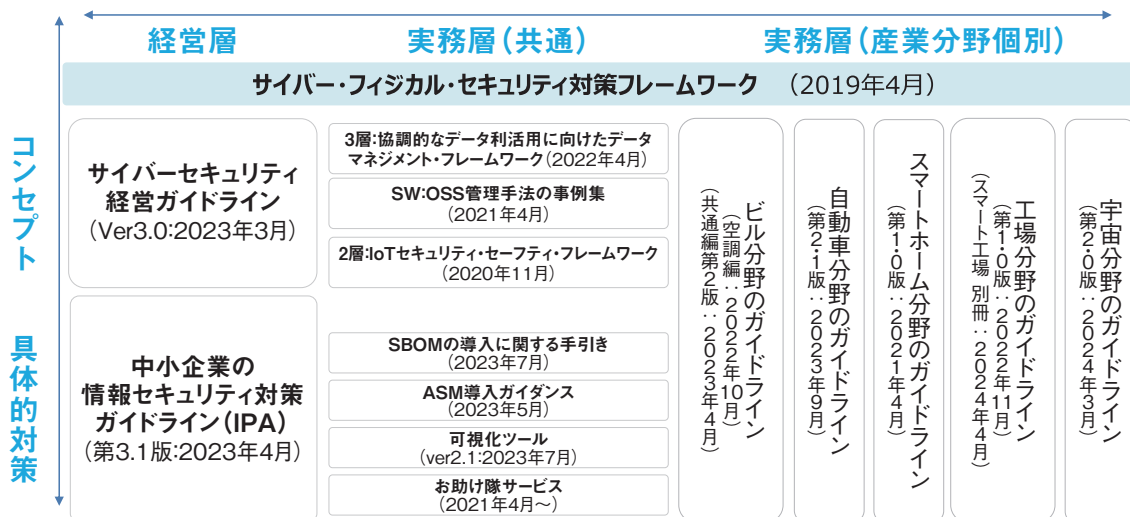 経営層
実務層(共通)
実務層(産業分野個別)
サイバー・フィジカル・セキュリティ対策フレームワーク (2019年4月)
コンセプト
具体的対策
サイバーセキュリティ
経営ガイドライン
(Ver3.0:2023年3月)
中小企業の
情報セキュリティ対策
ガイドライン(IPA)
(第3.1版:2023年4月)
3層:協調的なデータ利活用に向けたデータ
マネジメント・フレームワーク(2022年4月)
SW:OSS管理手法の事例集
(2021年4月)
2層:IoTセキュリティ・セーフティ・フレームワーク
(2020年11月)
SBOMの導入に関する手引き
(2023年7月)
ASM導入ガイダンス
(2023年5月)
可視化ツール
(ver2.1:2023年7月)
お助け隊サービス
(2021年4月~)
ビル分野のガイドライン
(空調編:2022年10月)
(共通編第2版:2023年4月)
自動車分野のガイドライン
(第2・1版:2023年9月)
スマートホーム分野のガイドライン
(第1・0版:2021年4月)
工場分野のガイドライン
(第1・0版:2022年11月)
(スマート工場 別冊:2024年4月)
宇宙分野のガイドライン
(第2・0版:2024年3月)